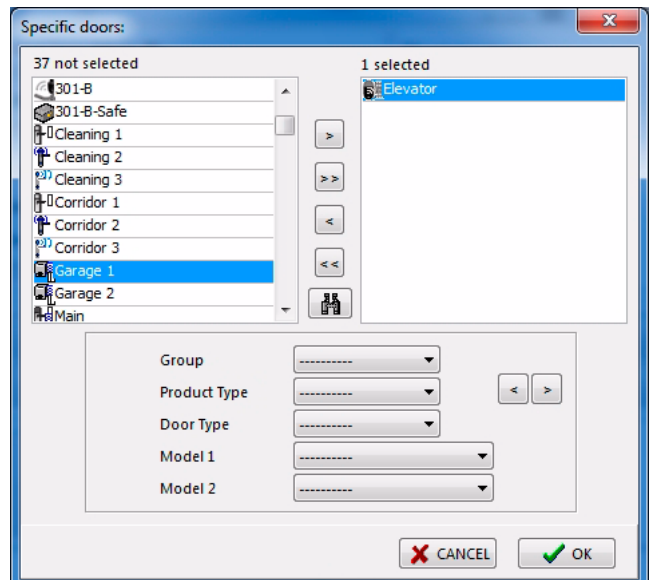 Specific doors:
37 not selected
1 selected
301-B
301-B-Safe
Cleaning 1
Cleaning 2
Cleaning 3
Corridor 1
Corridor 2
Corridor 3
Garage 1
Garage 2
Main
>
>>
<
<<
Elevator
Group ----------
Product Type ----------
Door Type ----------
Model 1 ----------
Model 2 ----------
< >
CANCEL OK